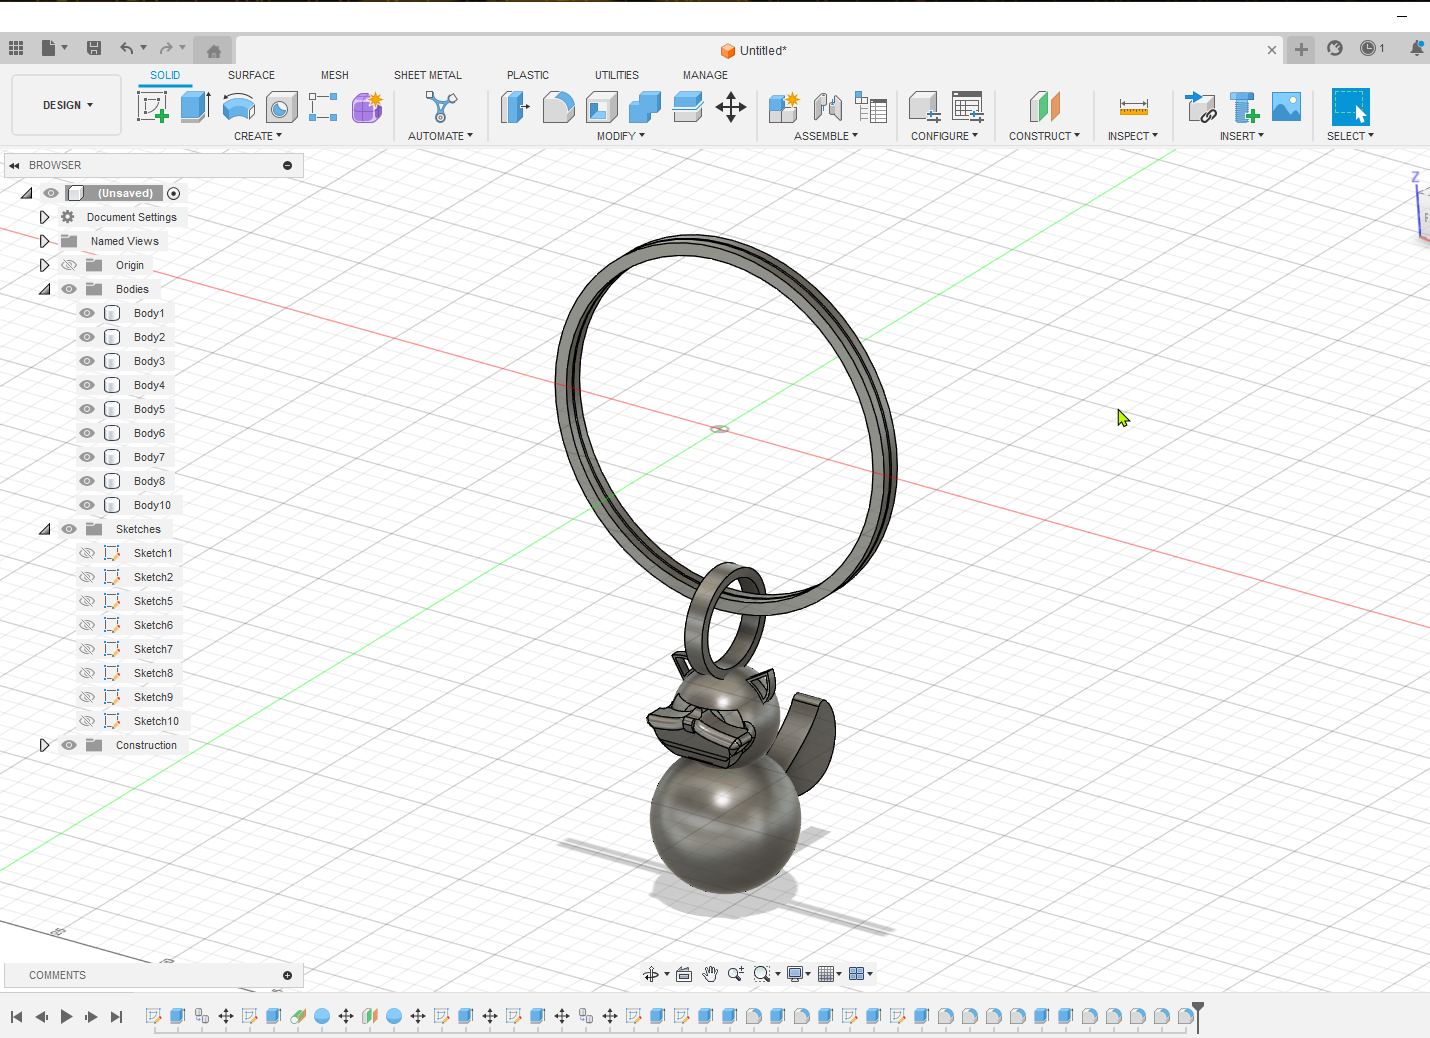 Untitled*
1
DESIGN
SOLID
SURFACE
MESH
SHEET METAL
PLASTIC
UTILITIES
MANAGE
CREATE
AUTOMATE
MODIFY
ASSEMBLE
CONFIGURE
CONSTRUCT
INSPECT
INSERT
SELECT
BROWSER
(Unsaved)
Document Settings
Named Views
Origin
Bodies
Body1
Body2
Body3
Body4
Body5
Body6
Body7
Body8
Body10
Sketches
Sketch1
Sketch2
Sketch5
Sketch6
Sketch7
Sketch8
Sketch9
Sketch10
Construction
Z
F
COMMENTS